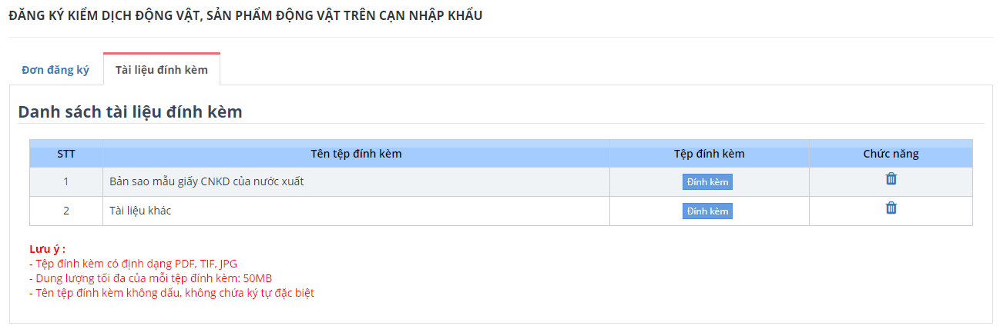 ĐĂNG KÝ KIỂM DỊCH ĐỘNG VẬT, SẢN PHẨM ĐỘNG VẬT TRÊN CẠN NHẬP KHẨU
Đơn đăng ký Tài liệu đính kèm
Danh sách tài liệu đính kèm
STT Tên tệp đính kèm Tệp đính kèm Chức năng
1 Bản sao mẫu giấy CNKD của nước xuất Đính kèm
2 Tài liệu khác Đính kèm
Lưu ý :
- Tệp đính kèm có định dạng PDF, TIF, JPG
- Dung lượng tối đa của mỗi tệp đính kèm: 50MB
- Tên tệp đính kèm không dấu, không chứa ký tự đặc biệt